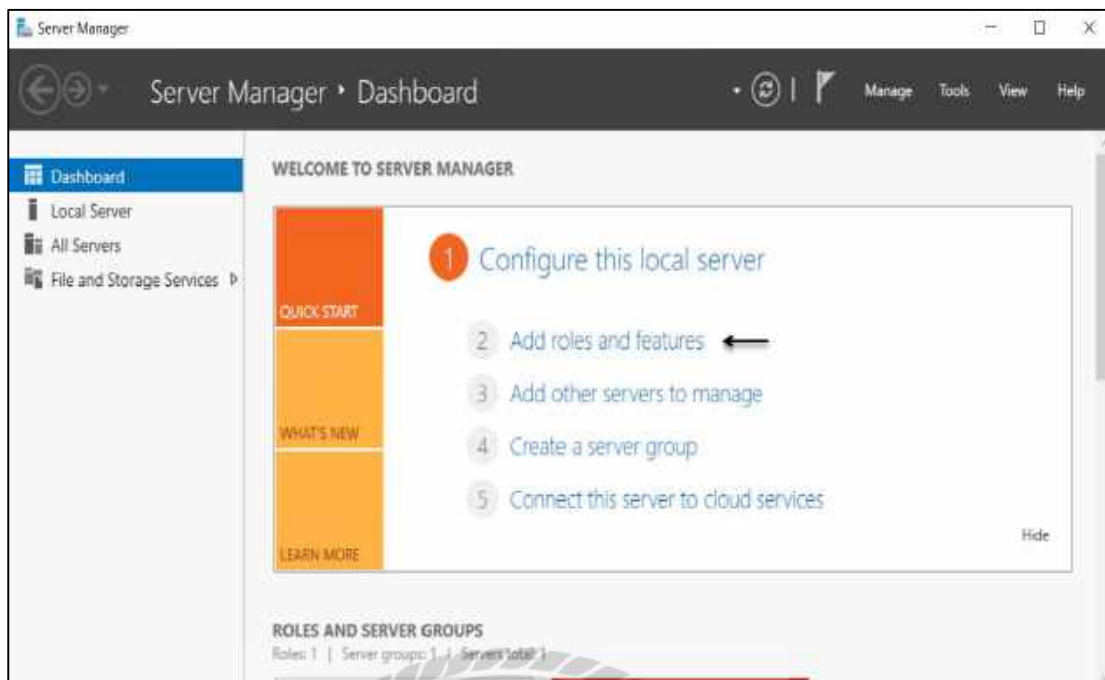 Server Manager
Server Manager • Dashboard
Manage Tools View Help
Dashboard
Local Server
All Servers
File and Storage Services
WELCOME TO SERVER MANAGER
QUICK START
WHAT'S NEW
LEARN MORE
1 Configure this local server
2 Add roles and features
3 Add other servers to manage
4 Create a server group
5 Connect this server to cloud services
Hide
ROLES AND SERVER GROUPS
Roles: 1 | Server groups: 1 | Servers total: 1